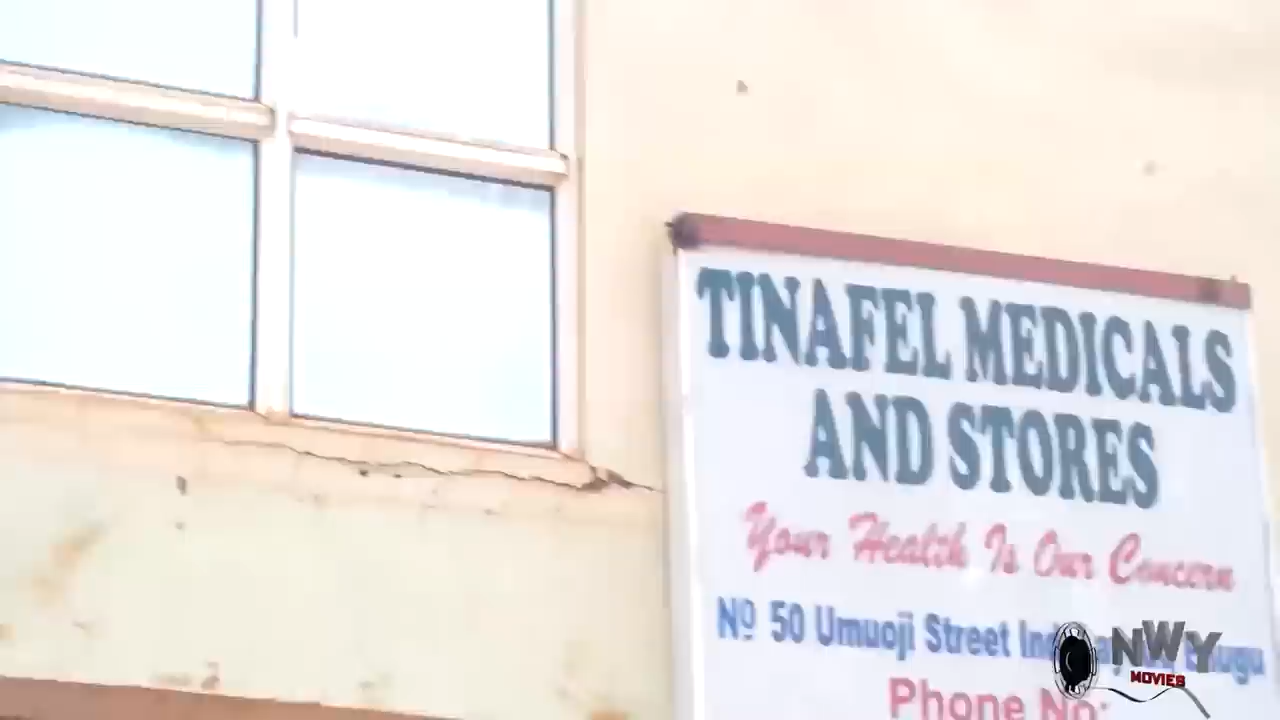 TINAFEL MEDICALS
AND STORES
Your Health Is Our Concern
Nº 50 Umuoji Street
Phone No:
NWY
MOVIES